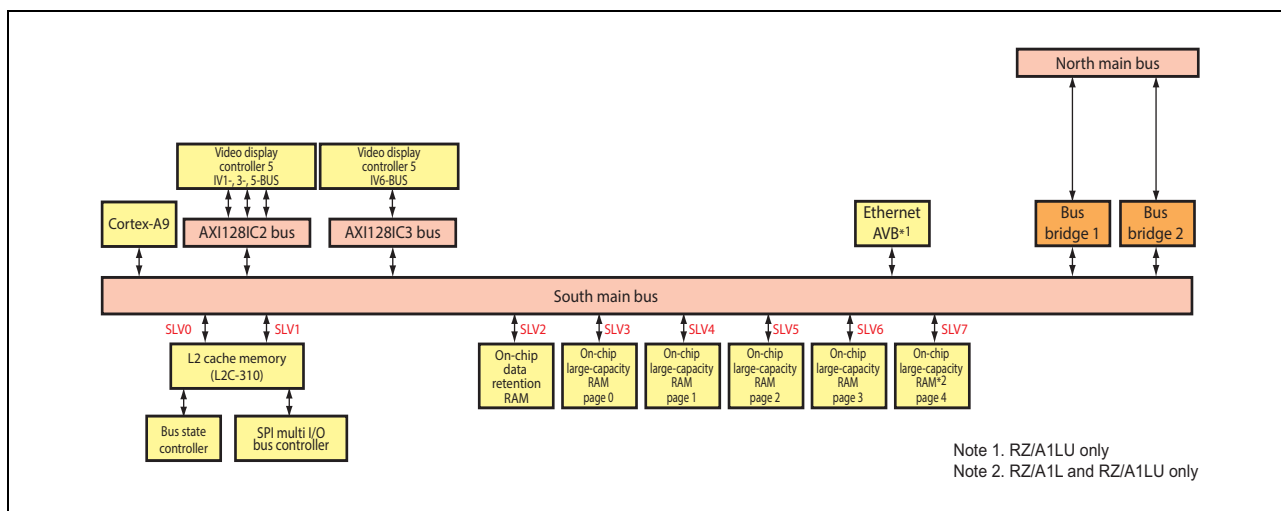 North main bus
Video display
controller 5
IV1-, 3-, 5-BUS
Video display
controller 5
IV6-BUS
Cortex-A9
AXI128IC2 bus
AXI128IC3 bus
Ethernet
AVB*1
Bus
bridge 1
Bus
bridge 2
South main bus
SLV0
SLV1
SLV2
SLV3
SLV4
SLV5
SLV6
SLV7
L2 cache memory
(L2C-310)
On-chip
data
retention
RAM
On-chip
large-capacity
RAM
page 0
On-chip
large-capacity
RAM
page 1
On-chip
large-capacity
RAM
page 2
On-chip
large-capacity
RAM
page 3
On-chip
large-capacity
RAM*2
page 4
Bus state
controller
SPI multi I/O
bus controller
Note 1. RZ/A1LU only
Note 2. RZ/A1L and RZ/A1LU only